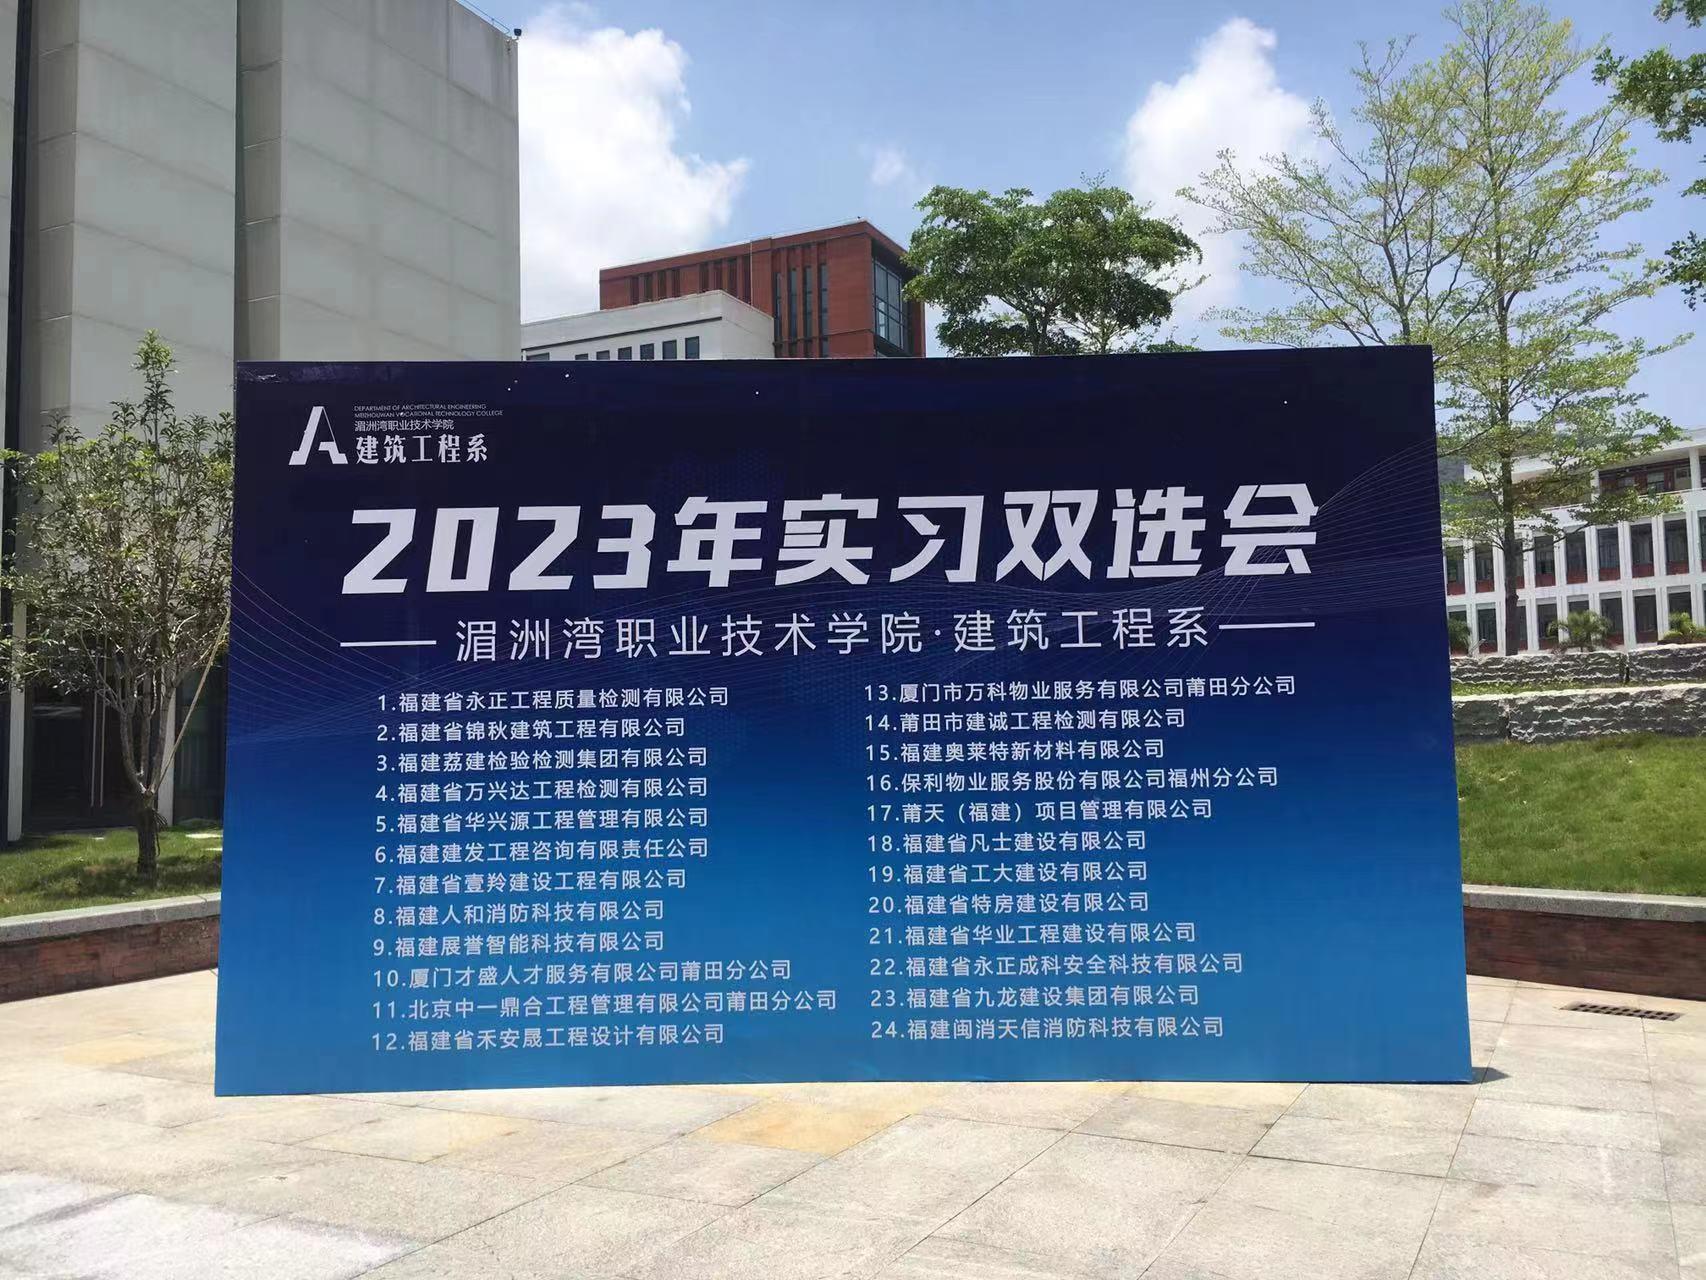 DEPARTMENT OF ARCHITECTURAL ENGINEERING
MEIZHOUWAN VOCATIONAL TECHNOLOGY COLLEGE
湄洲湾职业技术学院
建筑工程系
2023年实习双选会
湄洲湾职业技术学院·建筑工程系
1.福建省永正工程质量检测有限公司
2.福建省锦秋建筑工程有限公司
3.福建荔建检验检测集团有限公司
4.福建省万兴达工程检测有限公司
5.福建省华兴源工程管理有限公司
6.福建建发工程咨询有限责任公司
7.福建省壹羚建设工程有限公司
8.福建人和消防科技有限公司
9.福建展誉智能科技有限公司
10.厦门才盛人才服务有限公司莆田分公司
11.北京中一鼎合工程管理有限公司莆田分公司
12.福建省禾安晟工程设计有限公司
13.厦门市万科物业服务有限公司莆田分公司
14.莆田市建诚工程检测有限公司
15.福建奥莱特新材料有限公司
16.保利物业服务股份有限公司福州分公司
17.莆天（福建）项目管理有限公司
18.福建省凡士建设有限公司
19.福建省工大建设有限公司
20.福建省特房建设有限公司
21.福建省华业工程建设有限公司
22.福建省永正成科安全科技有限公司
23.福建省九龙建设集团有限公司
24.福建闽消天信消防科技有限公司